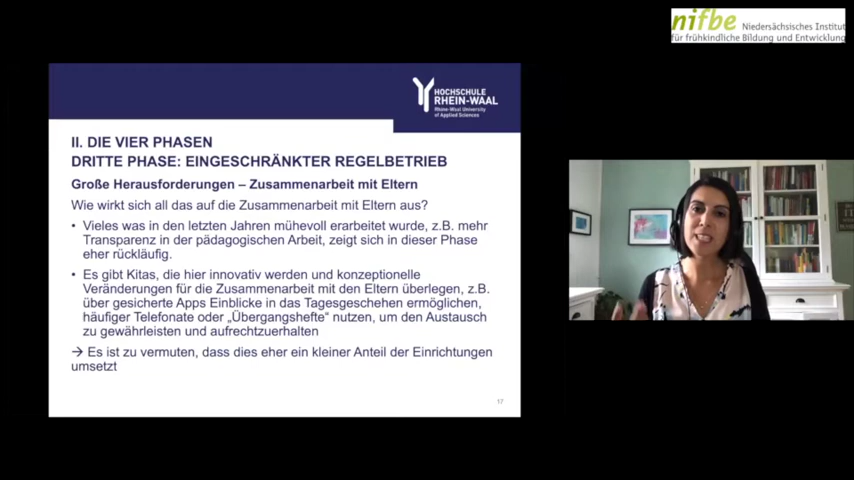 nifbe Niedersächsisches Institut
für frühkindliche Bildung und Entwicklung
HOCHSCHULE
RHEIN-WAAL
Rhine-Waal University
of Applied Sciences
II. DIE VIER PHASEN
DRITTE PHASE: EINGESCHRÄNKTER REGELBETRIEB
Große Herausforderungen – Zusammenarbeit mit Eltern
Wie wirkt sich all das auf die Zusammenarbeit mit Eltern aus?
• Vieles was in den letzten Jahren mühevoll erarbeitet wurde, z.B. mehr
Transparenz in der pädagogischen Arbeit, zeigt sich in dieser Phase
eher rückläufig.
• Es gibt Kitas, die hier innovativ werden und konzeptionelle
Veränderungen für die Zusammenarbeit mit den Eltern überlegen, z.B.
über gesicherte Apps Einblicke in das Tagesgeschehen ermöglichen,
häufiger Telefonate oder „Übergangshefte“ nutzen, um den Austausch
zu gewährleisten und aufrechtzuerhalten
→ Es ist zu vermuten, dass dies eher ein kleiner Anteil der Einrichtungen
umsetzt
17